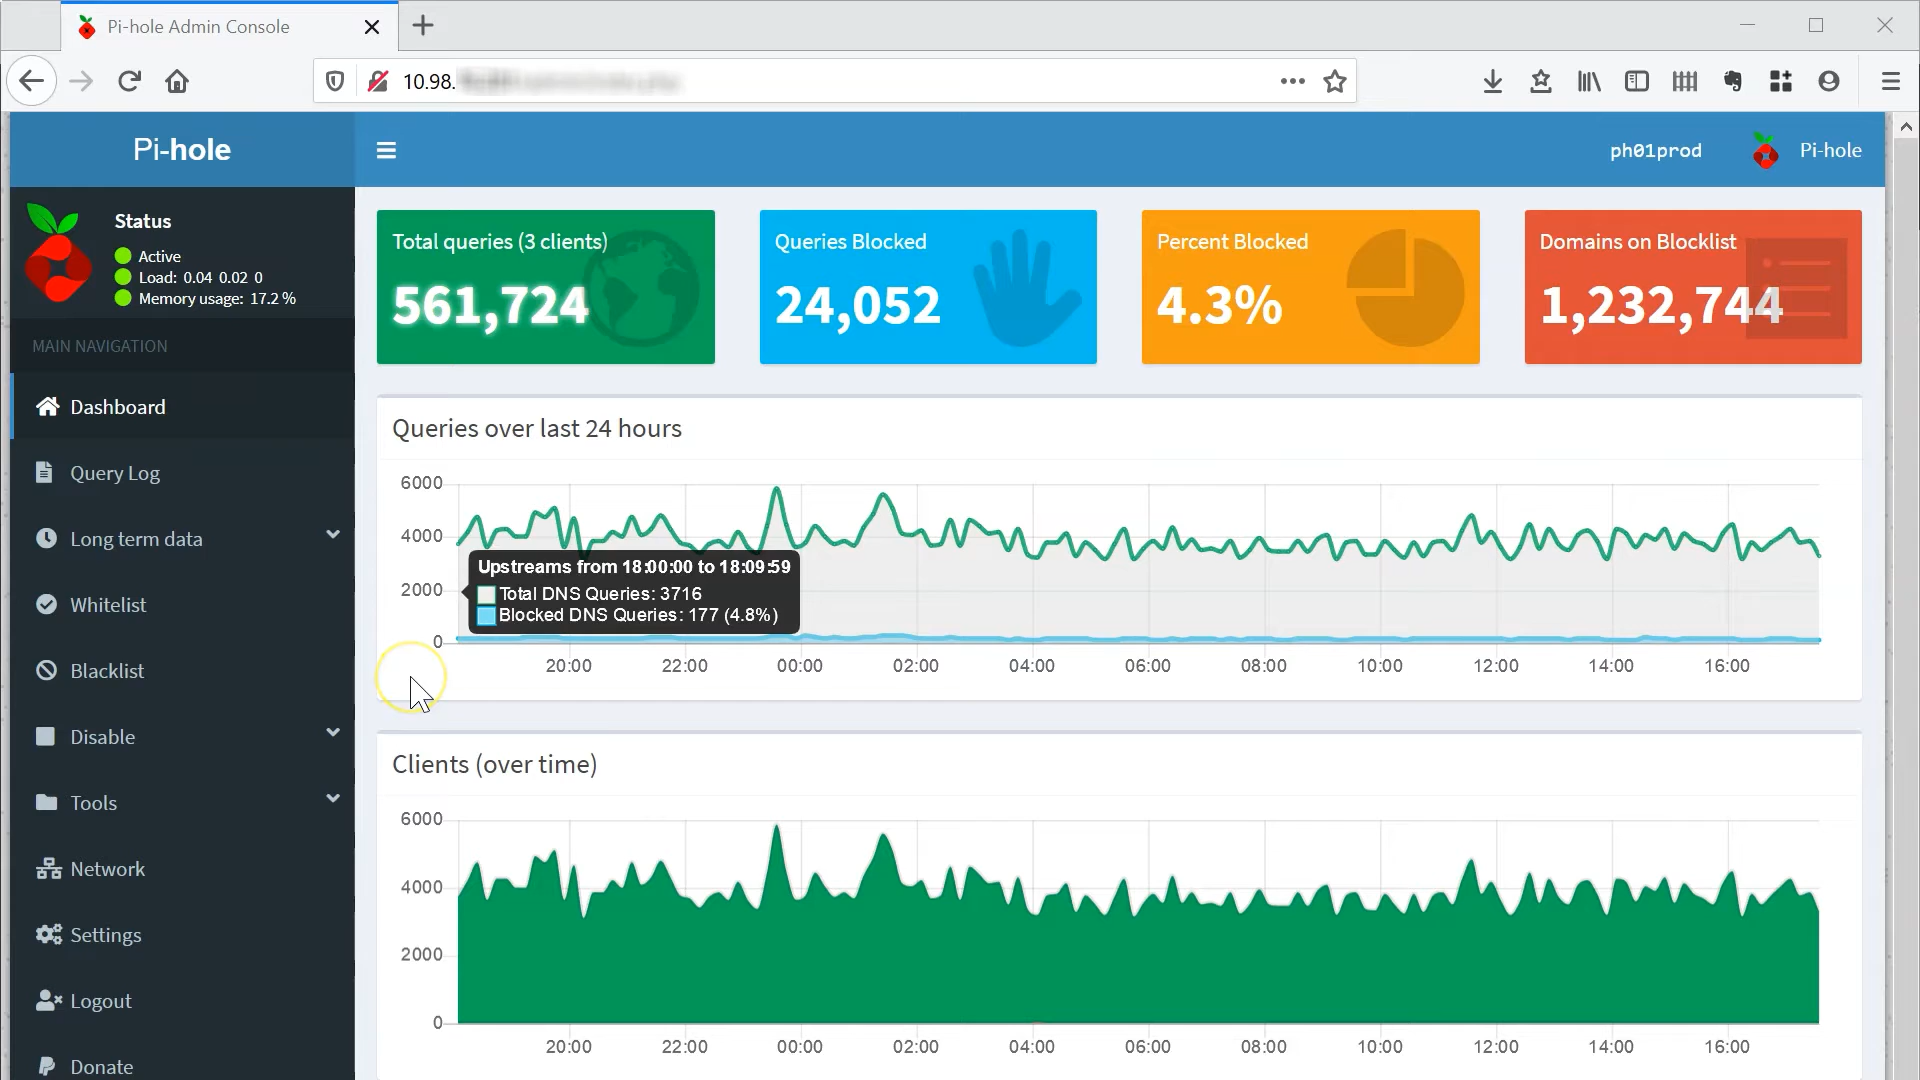 Pi-hole Admin Console
10.98.
Pi-hole
ph01prod
Pi-hole
Status
Active
Load: 0.04 0.02 0
Memory usage: 17.2 %
MAIN NAVIGATION
Dashboard
Query Log
Long term data
Whitelist
Blacklist
Disable
Tools
Network
Settings
Logout
Donate
Total queries (3 clients)
561,724
Queries Blocked
24,052
Percent Blocked
4.3%
Domains on Blocklist
1,232,744
Queries over last 24 hours
6000
4000
2000
0
Upstreams from 18:00:00 to 18:09:59
Total DNS Queries: 3716
Blocked DNS Queries: 177 (4.8%)
20:00 22:00 00:00 02:00 04:00 06:00 08:00 10:00 12:00 14:00 16:00
Clients (over time)
6000
4000
2000
0
20:00 22:00 00:00 02:00 04:00 06:00 08:00 10:00 12:00 14:00 16:00